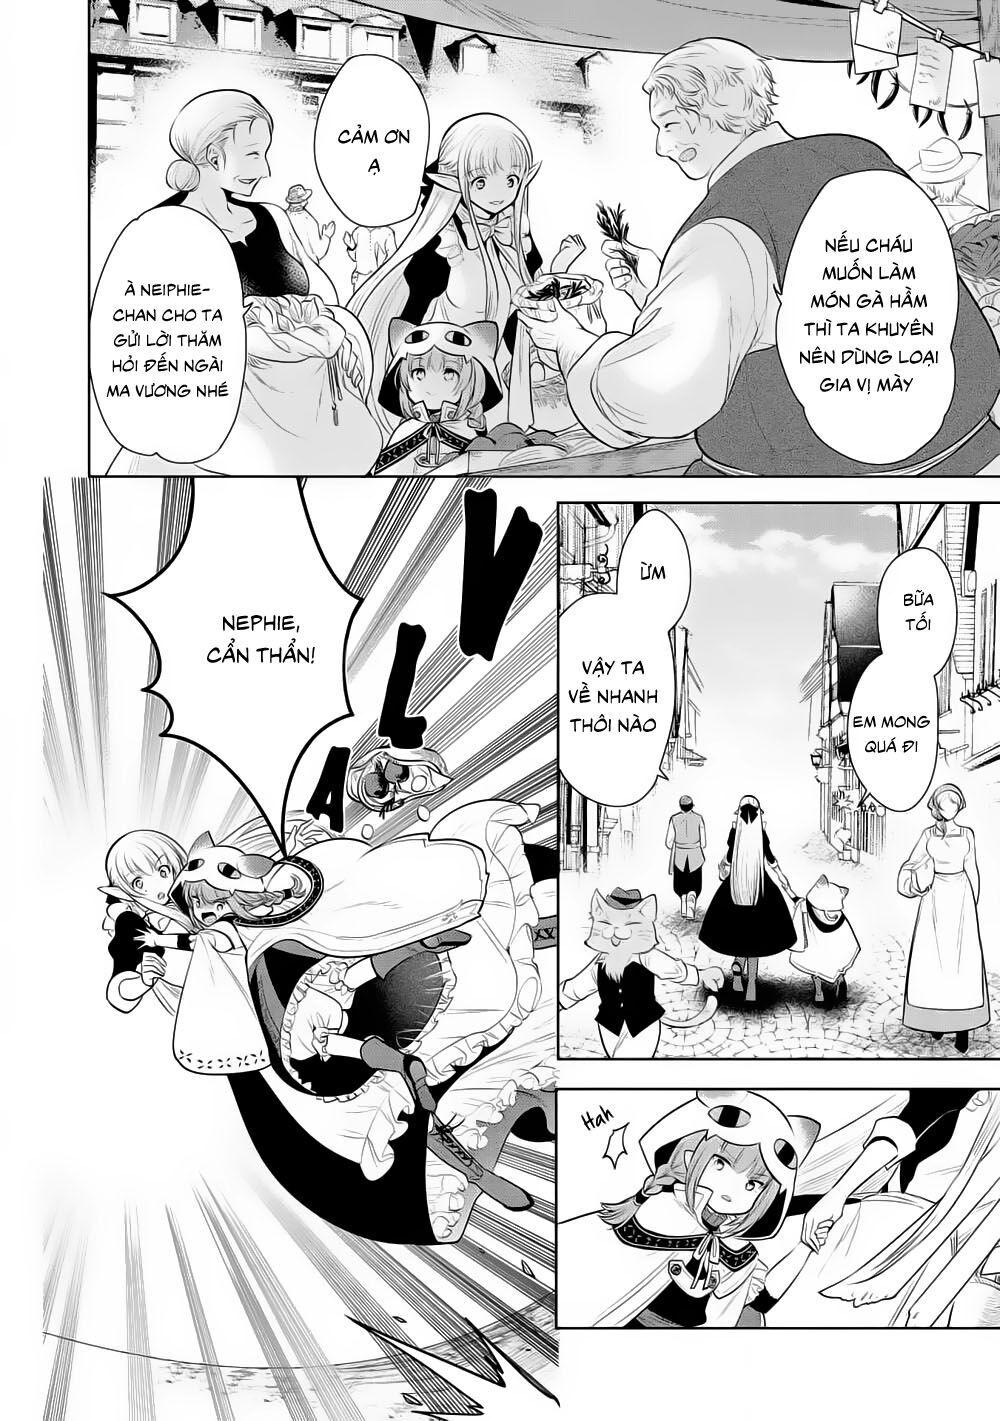 NẾU CHÁU
MUỐN LÀM
MÓN GÀ HẦM
THÌ TA KHUYÊN
NÊN DÙNG LOẠI
GIA VỊ MÀY
CẢM ƠN
Ạ
À NEIPHIE-
CHAN CHO TA
GỬI LỜI THĂM
HỎI ĐẾN NGÀI
MA VƯƠNG NHÉ
BỮA
TỐI
EM MONG
QUÁ ĐI
ỪM
VẬY TA
VỀ NHANH
THÔI NÀO
Hah
NEPHIE,
CẨN THẨN!
VLA